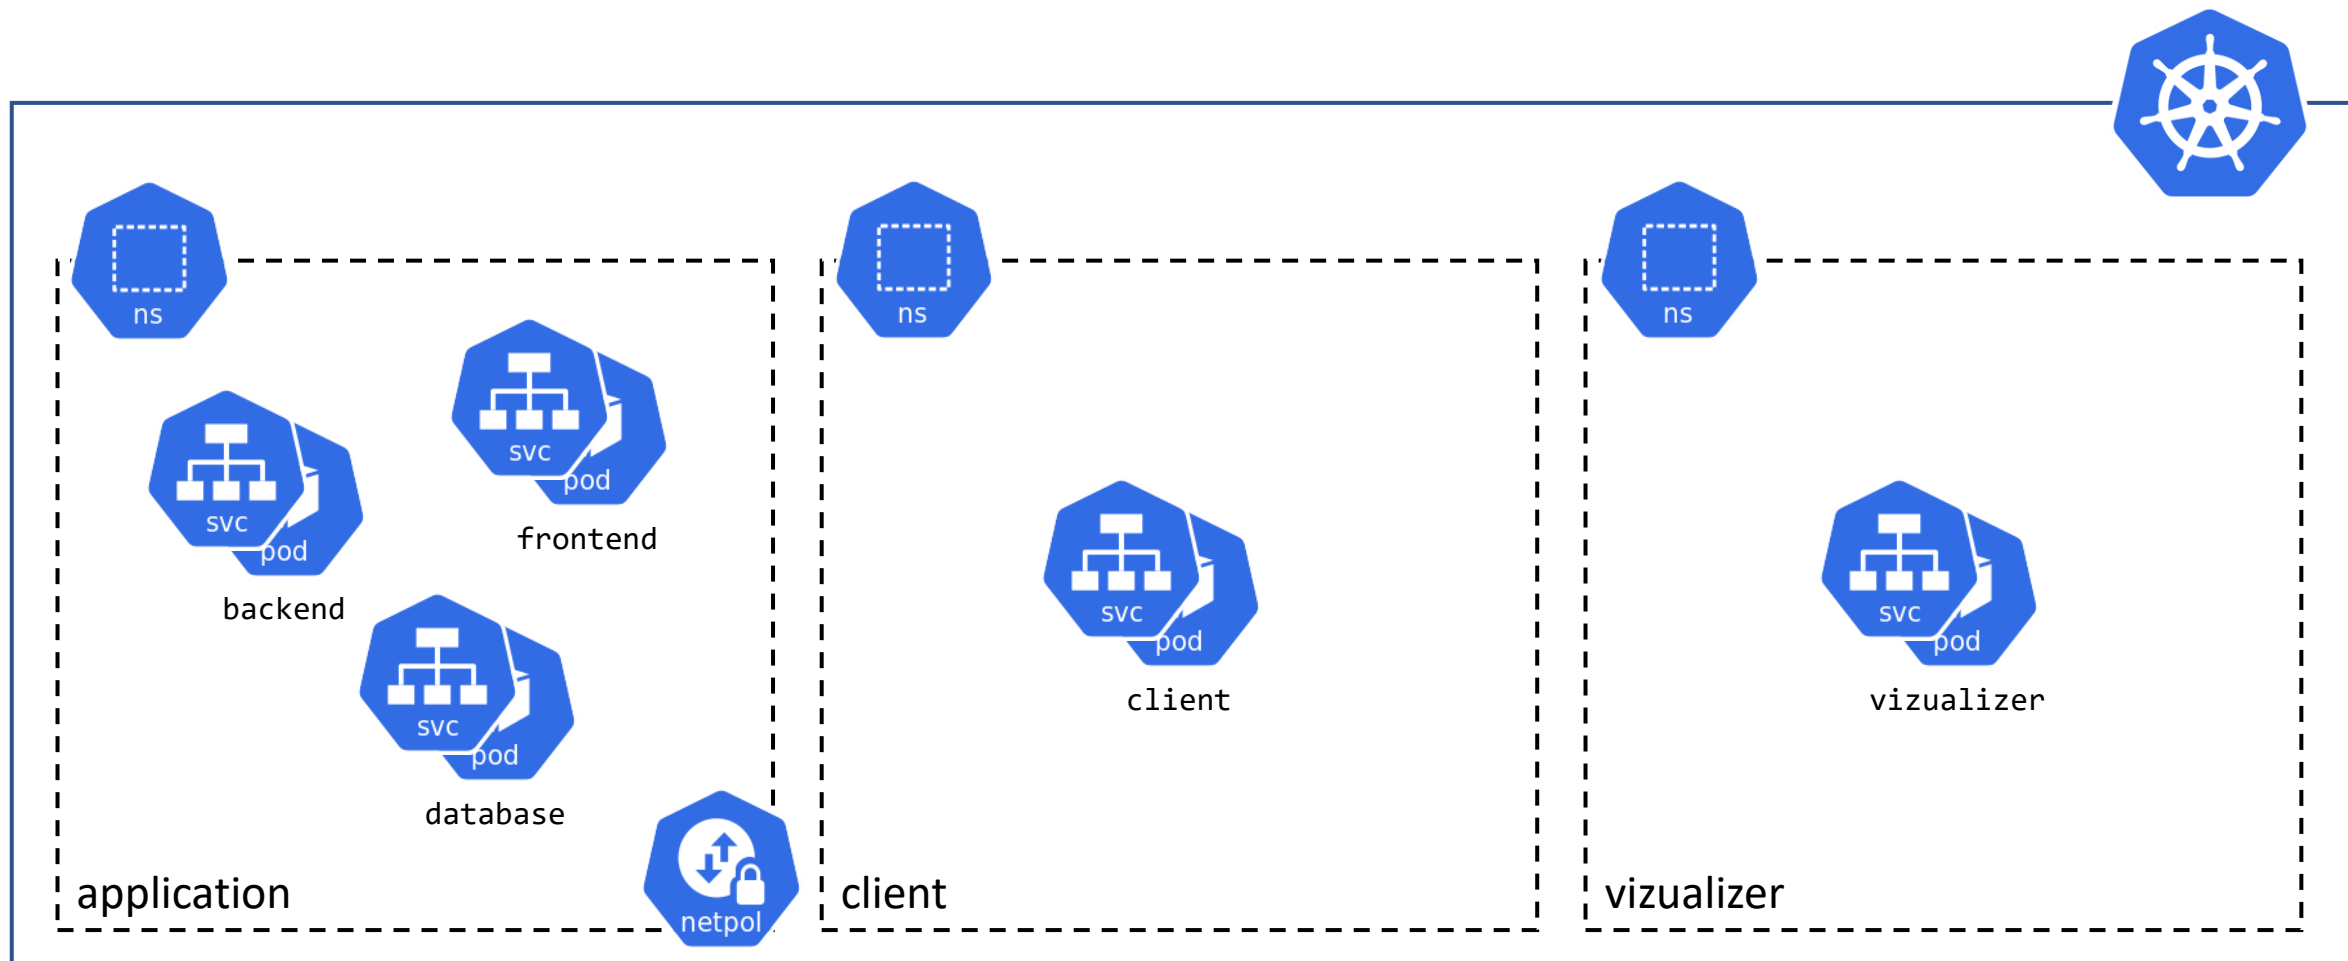 ns
ns
ns
svc
pod
frontend
svc
pod
backend
svc
pod
database
netpol
application
svc
pod
client
client
svc
pod
vizualizer
vizualizer